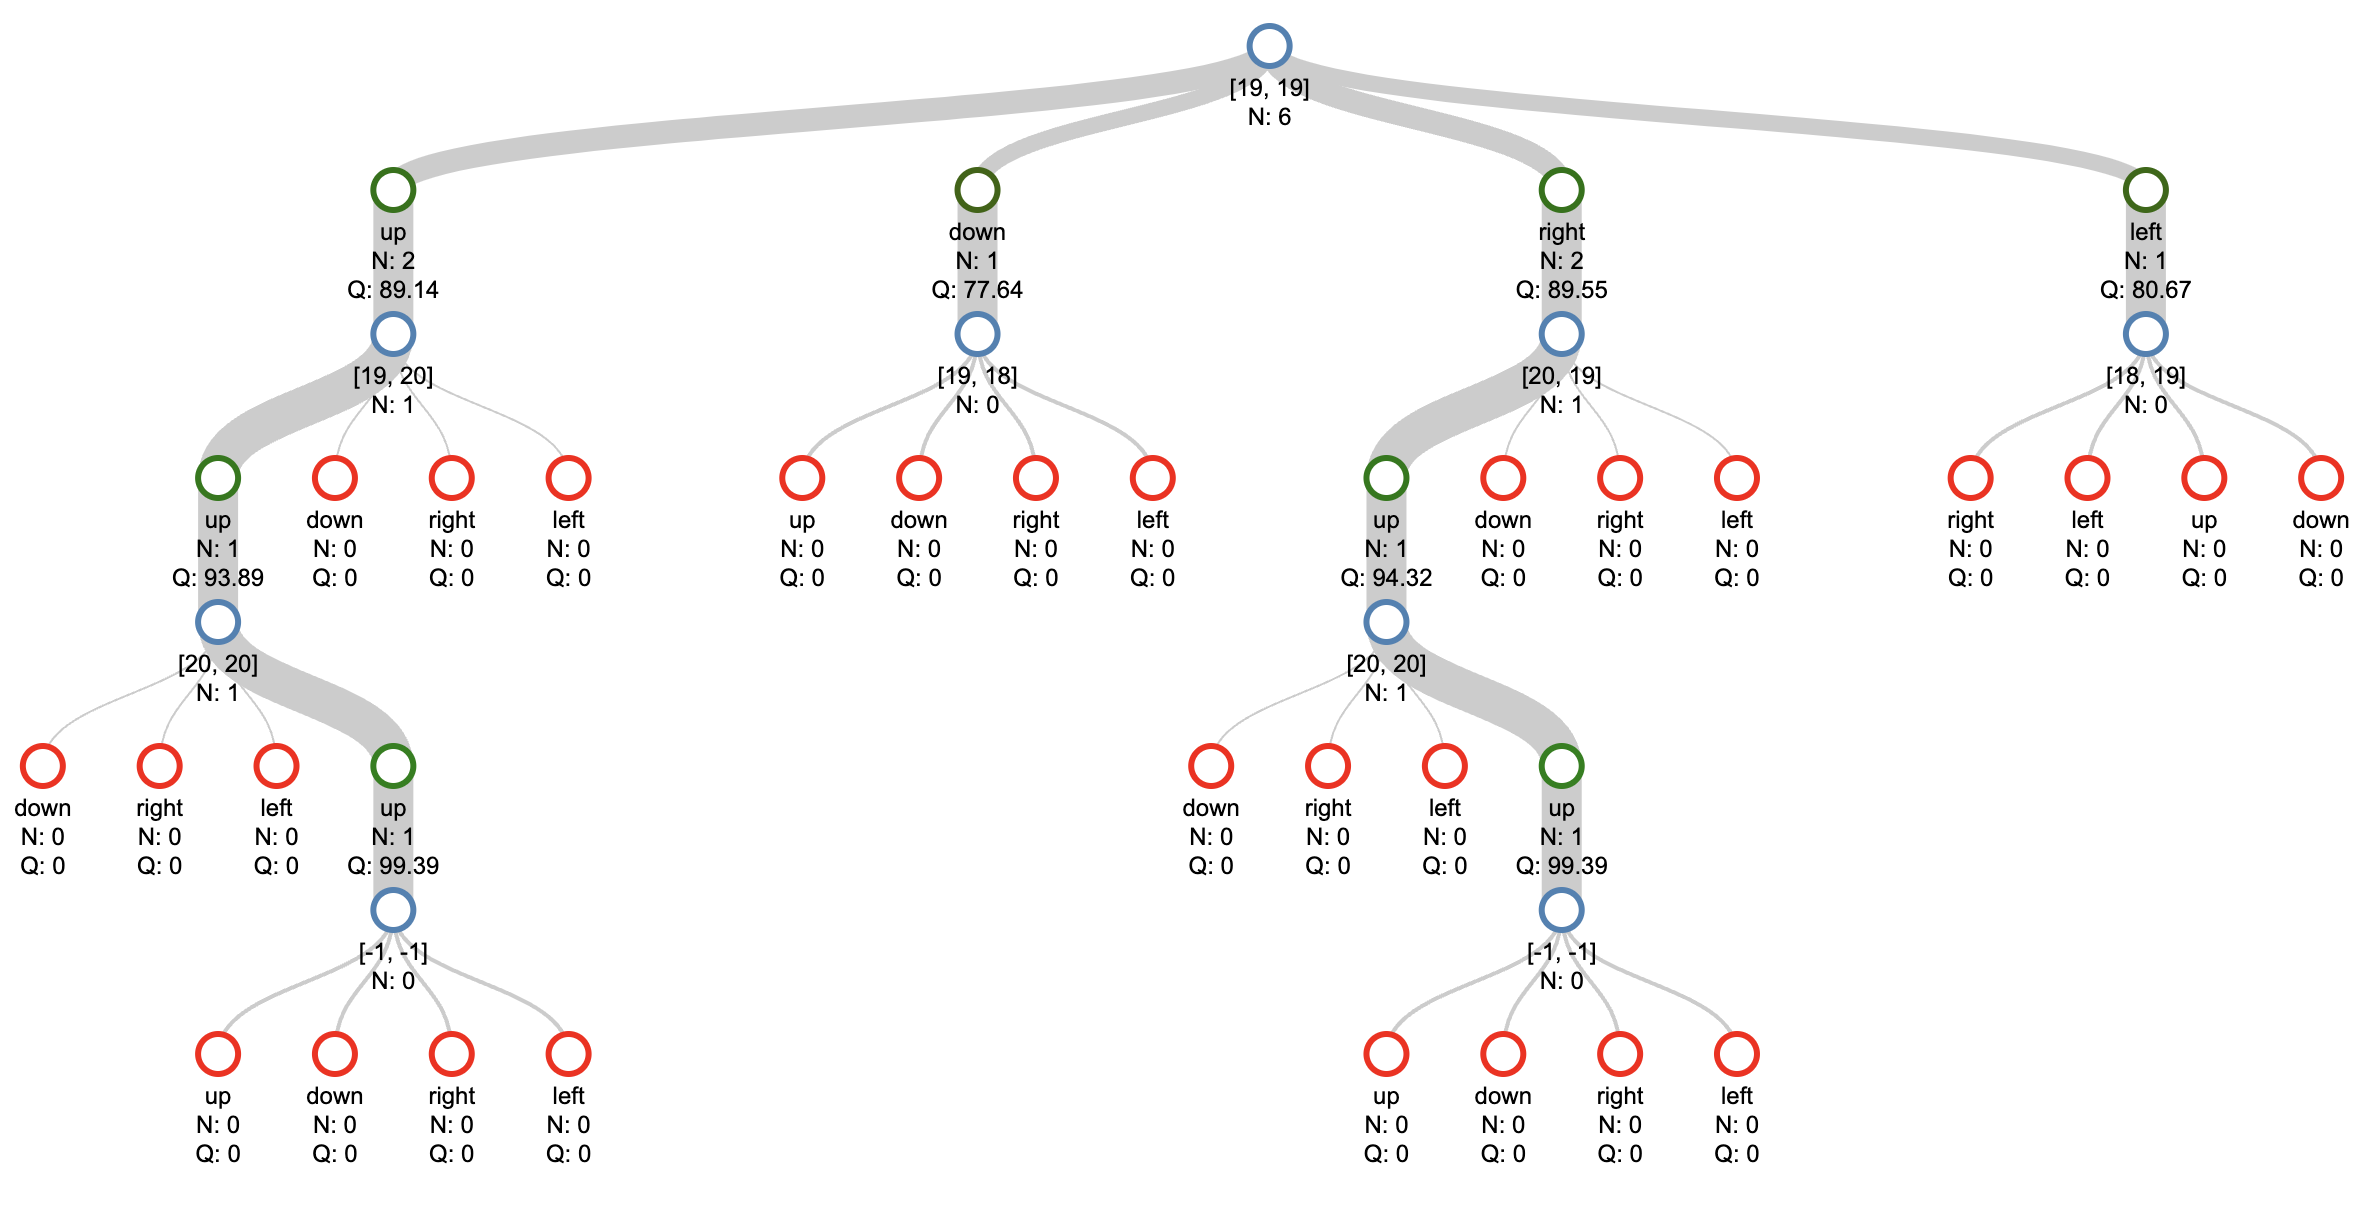 [19, 19]
N: 6
up
N: 2
Q: 89.14
down
N: 1
Q: 77.64
right
N: 2
Q: 89.55
left
N: 1
Q: 80.67
[19, 20]
N: 1
[19, 18]
N: 0
[20, 19]
N: 1
[18, 19]
N: 0
up
N: 1
Q: 93.89
down
N: 0
Q: 0
right
N: 0
Q: 0
left
N: 0
Q: 0
up
N: 0
Q: 0
down
N: 0
Q: 0
right
N: 0
Q: 0
left
N: 0
Q: 0
up
N: 1
Q: 94.32
down
N: 0
Q: 0
right
N: 0
Q: 0
left
N: 0
Q: 0
right
N: 0
Q: 0
left
N: 0
Q: 0
up
N: 0
Q: 0
down
N: 0
Q: 0
[20, 20]
N: 1
[20, 20]
N: 1
down
N: 0
Q: 0
right
N: 0
Q: 0
left
N: 0
Q: 0
up
N: 1
Q: 99.39
down
N: 0
Q: 0
right
N: 0
Q: 0
left
N: 0
Q: 0
up
N: 1
Q: 99.39
[-1, -1]
N: 0
[-1, -1]
N: 0
up
N: 0
Q: 0
down
N: 0
Q: 0
right
N: 0
Q: 0
left
N: 0
Q: 0
up
N: 0
Q: 0
down
N: 0
Q: 0
right
N: 0
Q: 0
left
N: 0
Q: 0